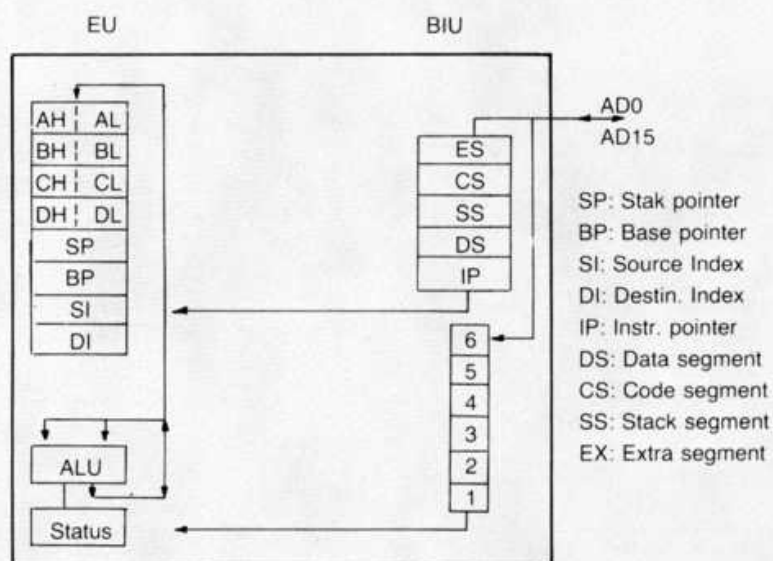 EU
BIU
AH AL
BH BL
CH CL
DH DL
SP
BP
SI
DI
ALU
Status
ES
CS
SS
DS
IP
6
5
4
3
2
1
AD0
AD15
SP: Stak pointer
BP: Base pointer
SI: Source Index
DI: Destin. Index
IP: Instr. pointer
DS: Data segment
CS: Code segment
SS: Stack segment
EX: Extra segment